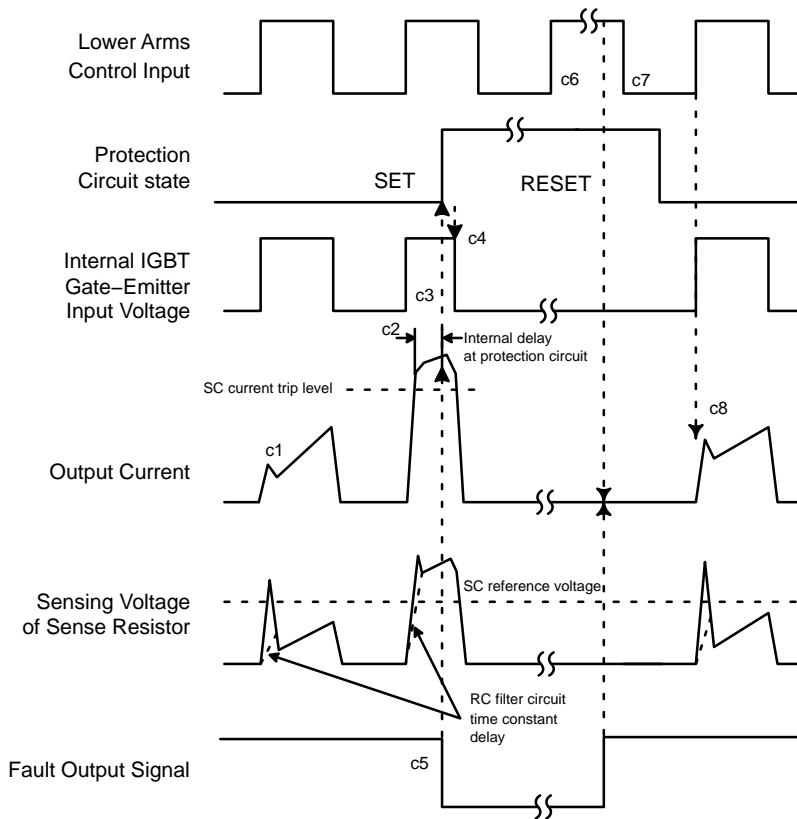 Lower Arms
Control Input
c6
c7
Protection
Circuit state
SET
RESET
c4
Internal IGBT
Gate−Emitter
Input Voltage
c3
c2
Internal delay
at protection circuit
SC current trip level
c1
c8
Output Current
SC reference voltage
Sensing Voltage
of Sense Resistor
RC filter circuit
time constant
delay
c5
Fault Output Signal